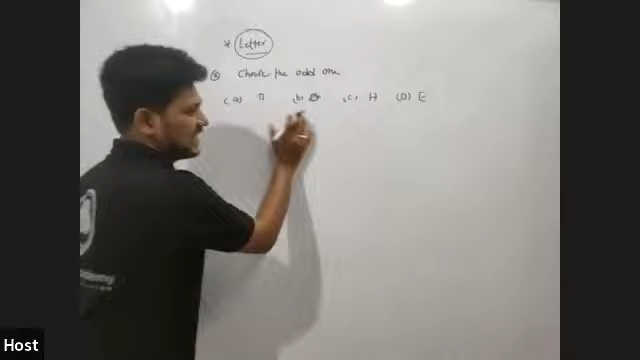 * Letter
Choose the odd one
(a) (b) (c) H (D) E
Host